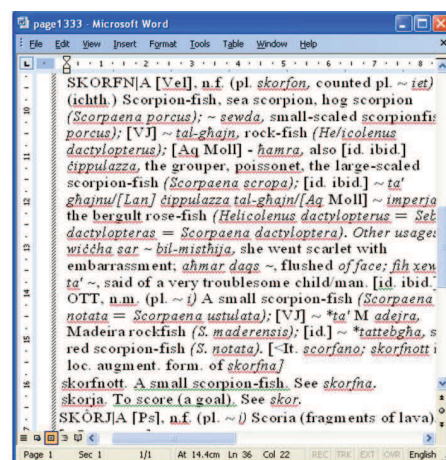 page1333 - Microsoft Word
File Edit View Insert Format Tools Table Window Help
SKORFN|A [Vel], n.f. (pl. skorfon, counted pl. ~ iet)
(ichth.) Scorpion-fish, sea scorpion, hog scorpion
(Scorpaena porcus); ~ sewda, small-scaled scorpionfis
porcus); [VJ] ~ tal-ghajn, rock-fish (Helicolenus
dactylopterus); [Aq Moll] - hamra, also [id. ibid.]
ċippulazza, the grouper, poissonet, the large-scaled
scorpion-fish (Scorpaena scropa); [id. ibid.] ~ ta'
ghajnu/[Lan] ċippulazza tal-ghajn/[Aq Moll] ~ imperja
the bergult rose-fish (Helicolenus dactylopterus = Seb
dactylopteras = Scorpaena dactyloptera). Other usages
wiċċha sar ~ bil-misthija, she went scarlet with
embarrassment; ahmar daqs ~, flushed of face; fih xew
ta' ~, said of a very troublesome child/man. [id. ibid.]
OTT, n.m. (pl. ~ i) A small scorpion-fish (Scorpaena
notata = Scorpaena ustulata); [VJ] ~ *ta' M adejra,
Madeira rockfish (S. maderensis); [id.] ~ *tattebgha, s
red scorpion-fish (S. notata). [<It. scorfano; skorfnott i
loc. augment. form of skorfna]
skorfnott. A small scorpion-fish. See skorfna.
skorja. To score (a goal). See skor.
SKÔRJ|A [Ps], n.f. (pl. ~ i) Scoria (fragments of lava)
Page 1 Sec 1 1/1 At 14.4cm Ln 36 Col 22 REC TRK EXT OVR English